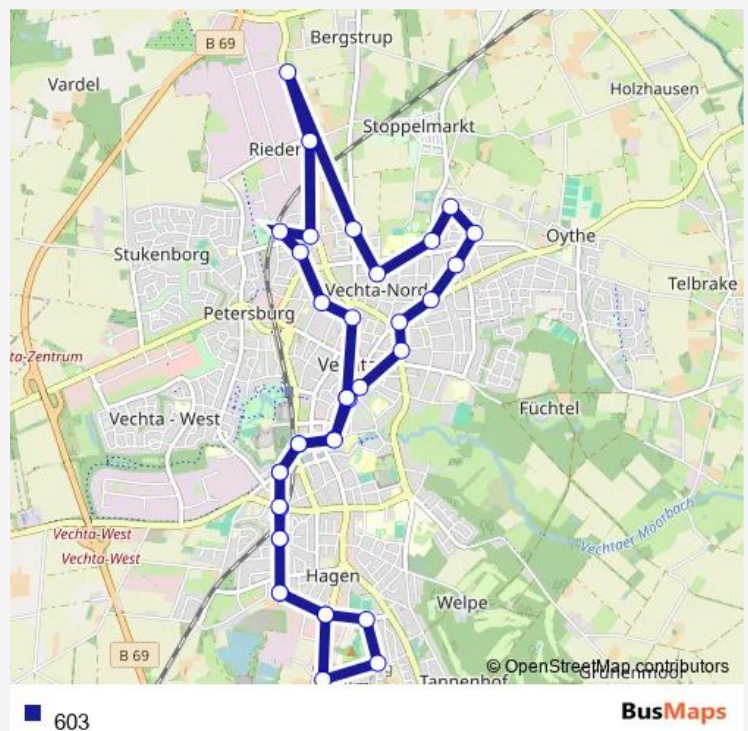 B 69
Bergstrup
Vardel
Holzhausen
Stoppelmarkt
Rieden
Oythe
Stukenborg
Telbrake
Vechta-Nord
Petersburg
ta-Zentrum
Füchtel
Vechta - West
Vechtaer Moorbach
Vechta-West
Vechta-West
Hagen
Welpe
B 69
© OpenStreetMap contributors
Tannenhof
603
BusMaps